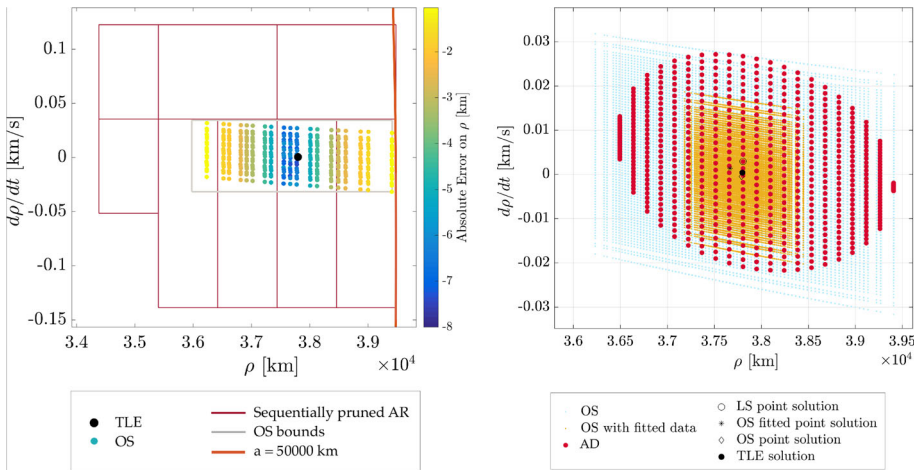 0.1
0.05
0
-0.05
-0.1
-0.15
dρ/dt [km/s]
3.4
3.5
3.6
3.7
3.8
3.9
×10⁴
ρ [km]
-2
-3
-4
-5
-6
-7
-8
Absolute Error on ρ [km]
TLE
OS
Sequentially pruned AR
OS bounds
a = 50000 km
0.03
0.02
0.01
0
-0.01
-0.02
-0.03
dρ/dt [km/s]
3.6
3.65
3.7
3.75
3.8
3.85
3.9
3.95
×10⁴
ρ [km]
OS
OS with fitted data
AD
LS point solution
OS fitted point solution
OS point solution
TLE solution